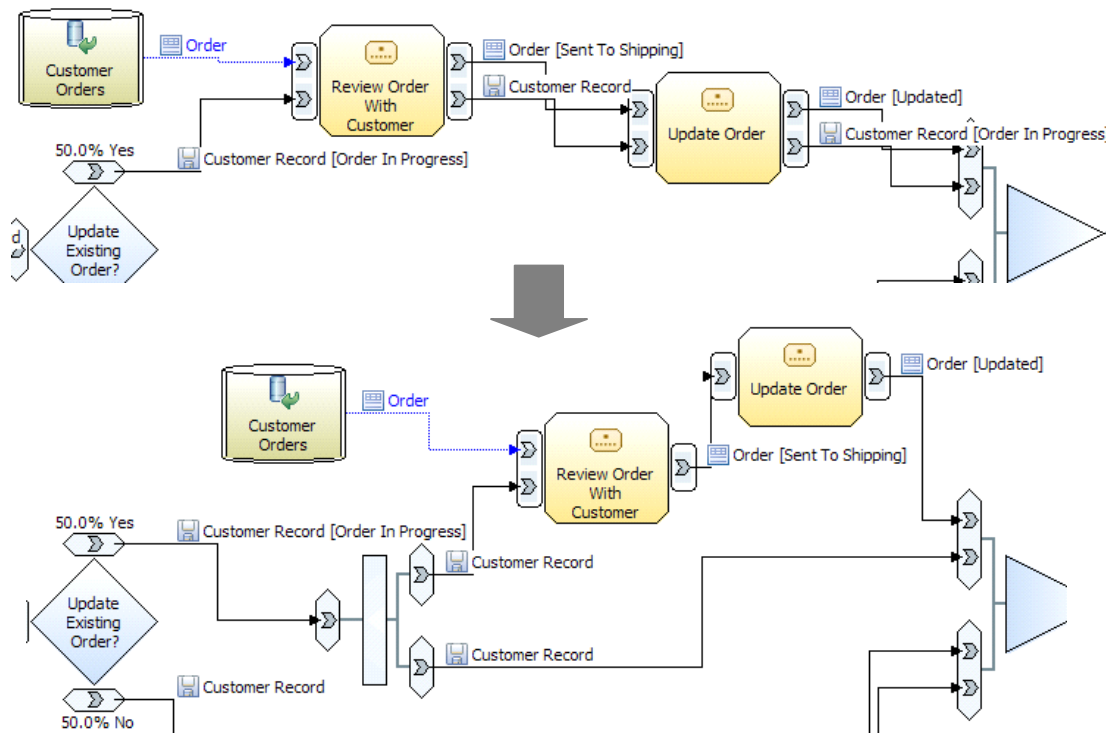 Order
Customer
Orders
Review Order
With
Customer
Order [Sent To Shipping]
Customer Record
Update Order
Order [Updated]
Customer Record [Order In Progress]
50.0% Yes
Customer Record [Order In Progress]
d
Update
Existing
Order?
Update Order
Order [Updated]
Order
Customer
Orders
Review Order
With
Customer
Order [Sent To Shipping]
50.0% Yes
Customer Record [Order In Progress]
Customer Record
Update
Existing
Order?
Customer Record
Customer Record
50.0% No